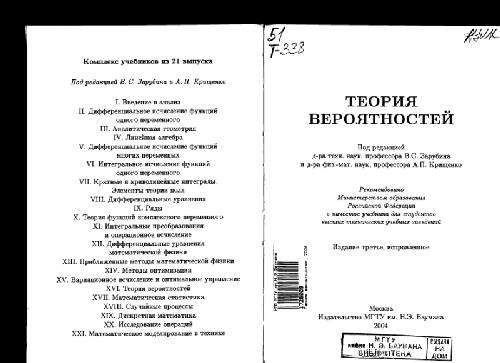 Комплекс учебников из 21 выпуска
Под редакцией В.С. Зарубина и А.П. Крищенко
I. Введение в анализ
II. Дифференциальное исчисление функций
одного переменного
III. Аналитическая геометрия
IV. Линейная алгебра
V. Дифференциальное исчисление функций
многих переменных
VI. Интегральное исчисление функций
одного переменного
VII. Кратные и криволинейные интегралы.
Элементы теории поля
VIII. Дифференциальные уравнения
IX. Ряды
X. Теория функций комплексного переменного
XI. Интегральные преобразования
и операционное исчисление
XII. Дифференциальные уравнения
математической физики
XIII. Приближенные методы математической физики
XIV. Методы оптимизации
XV. Вариационное исчисление и оптимальное управление
XVI. Теория вероятностей
XVII. Математическая статистика
XVIII. Случайные процессы
XIX. Дискретная математика
XX. Исследование операций
XXI. Математическое моделирование в технике
51
Т-338
ТЕОРИЯ
ВЕРОЯТНОСТЕЙ
Под редакцией
д-ра техн. наук, профессора В.С. Зарубина
и д-ра физ.-мат. наук, профессора А.П. Крищенко
Рекомендовано
Министерством образования
Российской Федерации
в качестве учебника для студентов
высших технических учебных заведений
Издание третье, исправленное
Москва
Издательство МГТУ им. Н.Э. Баумана
2004
МГТУ
имени Н. Э. БАУМАНА
БИБЛИОТЕКА
НА
ДОМ